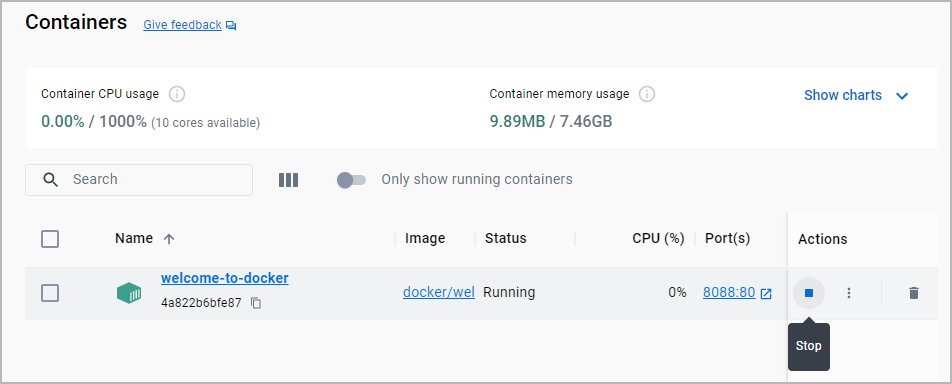 Containers Give feedback
Container CPU usage
0.00% / 1000% (10 cores available)
Container memory usage
9.89MB / 7.46GB
Show charts
Search
Only show running containers
Name Image Status CPU (%) Port(s) Actions
welcome-to-docker
4a822b6bfe87
docker/wel Running 0% 8088:80
Stop